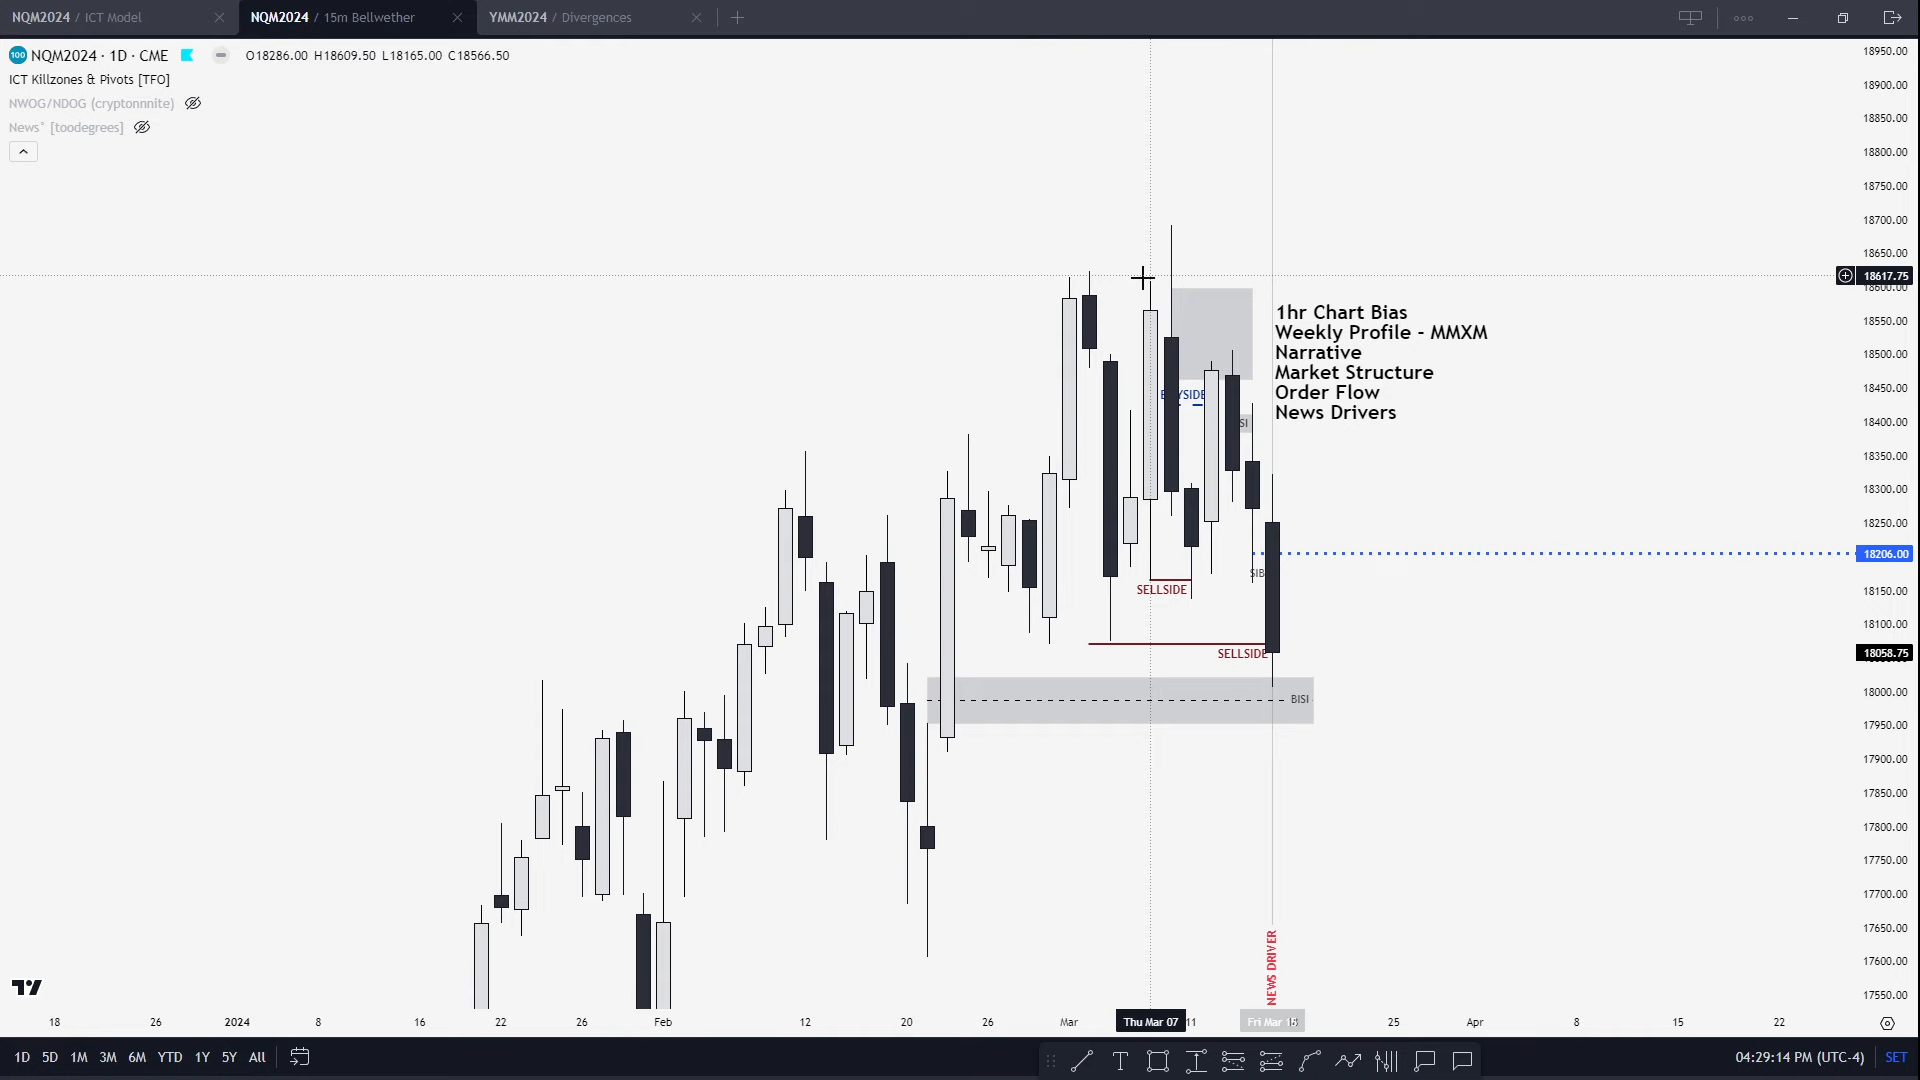 NQM2024 / ICT Model
NQM2024 / 15m Bellwether
YMM2024 / Divergences
100 NQM2024 · 1D · CME O18286.00 H18609.50 L18165.00 C18566.50
ICT Killzones & Pivots [TFO]
NWOG/NDOG (cryptonnnite)
News° [toodegrees]
1hr Chart Bias
Weekly Profile - MMXM
Narrative
Market Structure
Order Flow
News Drivers
SELLSIDE
SELLSIDE
BISI
NEWS DRIVER
18950.00
18900.00
18850.00
18800.00
18750.00
18700.00
18650.00
18617.75
18600.00
18550.00
18500.00
18450.00
18400.00
18350.00
18300.00
18250.00
18206.00
18150.00
18100.00
18058.75
18000.00
17950.00
17900.00
17850.00
17800.00
17750.00
17700.00
17650.00
17600.00
17550.00
18 26 2024 8 16 22 26 Feb 12 20 26 Mar Thu Mar 07 11 Fri Mar 15 25 Apr 8 15 22
1D 5D 1M 3M 6M YTD 1Y 5Y All
04:29:14 PM (UTC-4) SET